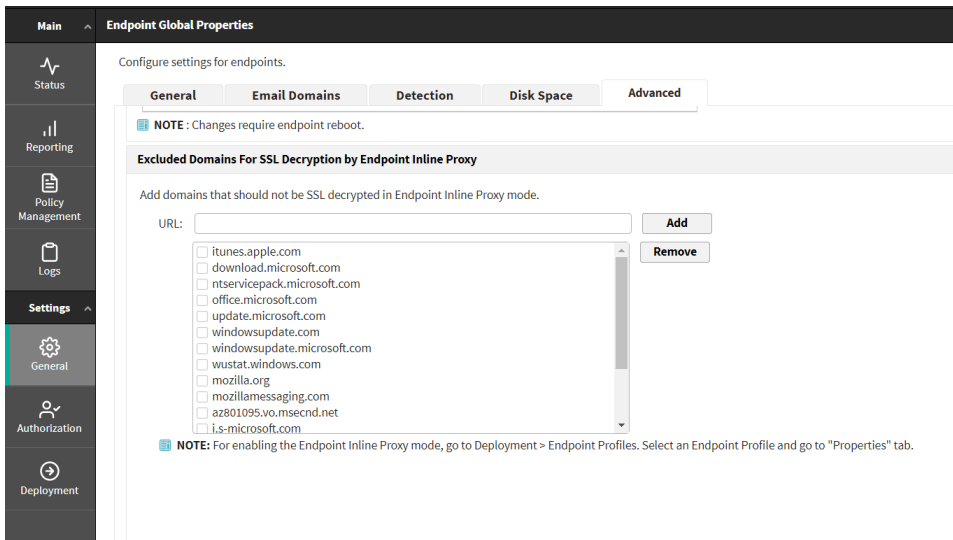 Main
Endpoint Global Properties
Status
Reporting
Policy
Management
Logs
Settings
General
Authorization
Deployment
Configure settings for endpoints.
General
Email Domains
Detection
Disk Space
Advanced
NOTE : Changes require endpoint reboot.
Excluded Domains For SSL Decryption by Endpoint Inline Proxy
Add domains that should not be SSL decrypted in Endpoint Inline Proxy mode.
URL:
Add
itunes.apple.com
download.microsoft.com
ntservicepack.microsoft.com
office.microsoft.com
update.microsoft.com
windowsupdate.com
windowsupdate.microsoft.com
wustat.windows.com
mozilla.org
mozillamessaging.com
az801095.vo.msecnd.net
i.s-microsoft.com
Remove
NOTE: For enabling the Endpoint Inline Proxy mode, go to Deployment > Endpoint Profiles. Select an Endpoint Profile and go to "Properties" tab.